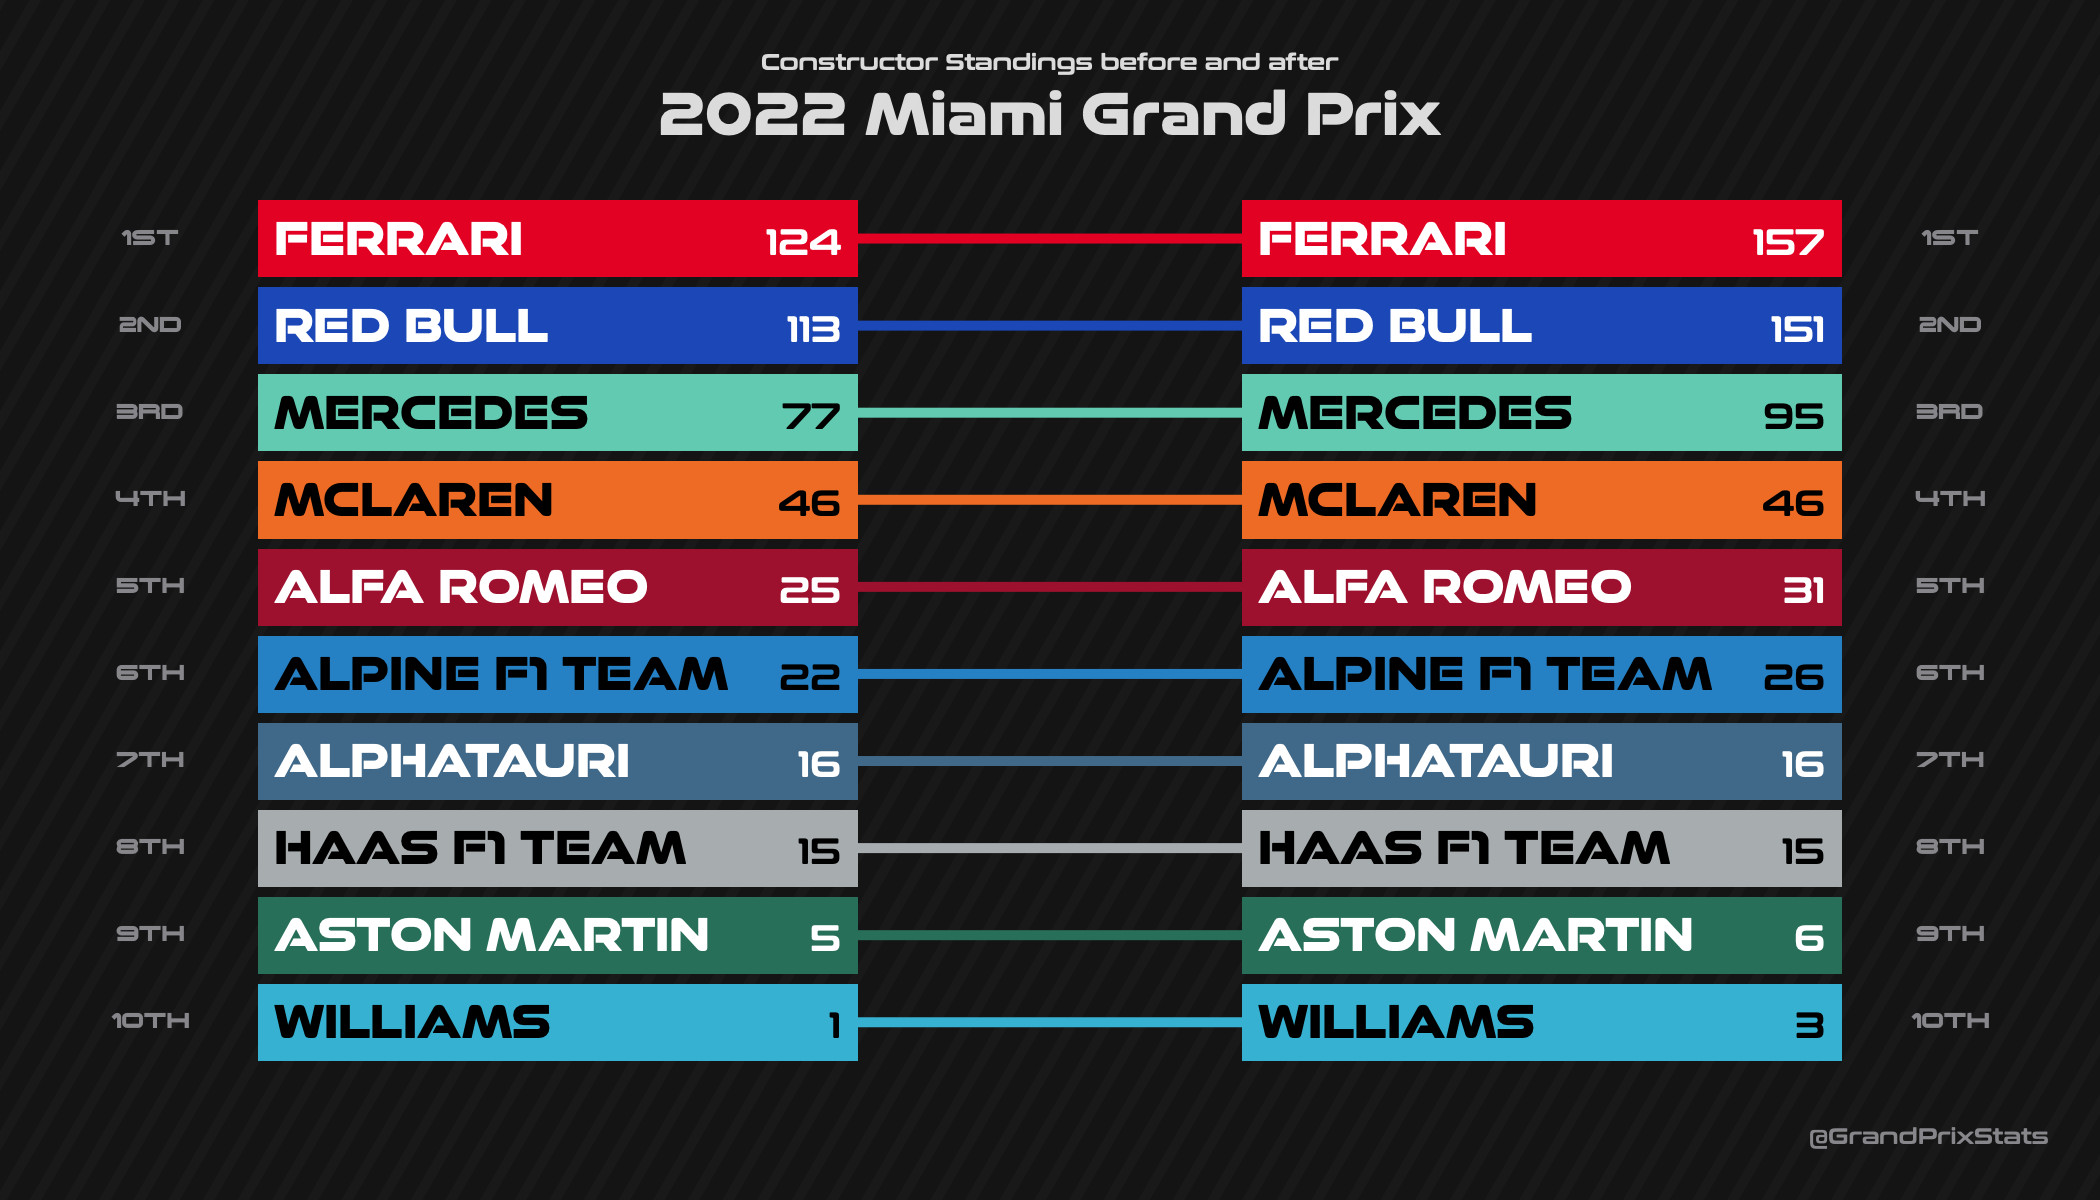 Constructor Standings before and after
2022 Miami Grand Prix
1ST FERRARI 124 FERRARI 157 1ST
2ND RED BULL 113 RED BULL 151 2ND
3RD MERCEDES 77 MERCEDES 95 3RD
4TH MCLAREN 46 MCLAREN 46 4TH
5TH ALFA ROMEO 25 ALFA ROMEO 31 5TH
6TH ALPINE F1 TEAM 22 ALPINE F1 TEAM 26 6TH
7TH ALPHATAURI 16 ALPHATAURI 16 7TH
8TH HAAS F1 TEAM 15 HAAS F1 TEAM 15 8TH
9TH ASTON MARTIN 5 ASTON MARTIN 6 9TH
10TH WILLIAMS 1 WILLIAMS 3 10TH
@GrandPrixStats